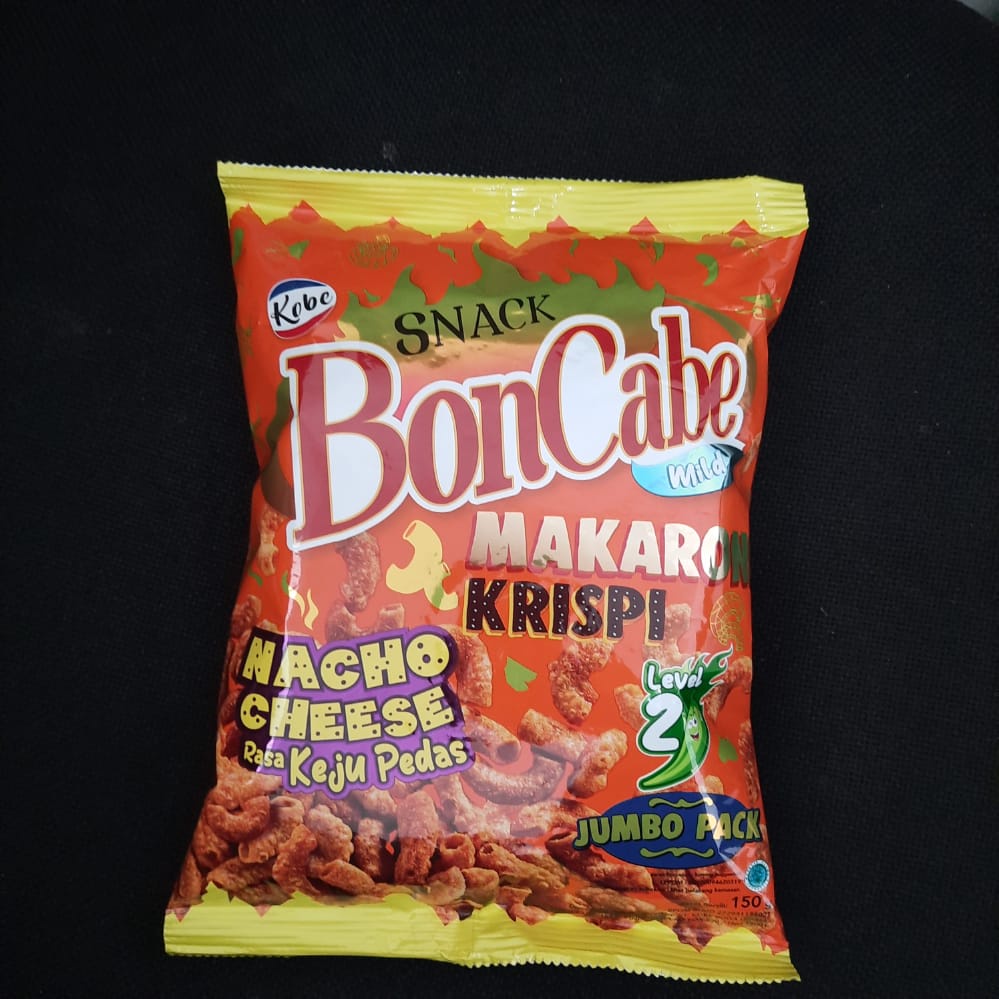 Kobe
SNACK
BonCabe
Mild
MAKARONI
KRISPI
NACHO
CHEESE
Rasa Keju Pedas
Level
2
JUMBO PACK
150 g